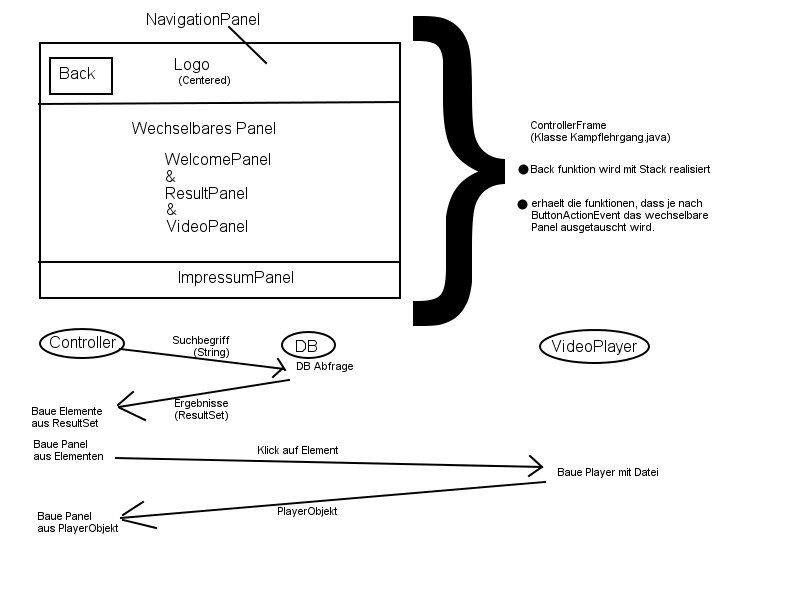 NavigationPanel
Back
Logo
(Centered)
Wechselbares Panel
WelcomePanel
&
ResultPanel
&
VideoPanel
ImpressumPanel
ControllerFrame
(Klasse Kampflehrgang.java)
Back funktion wird mit Stack realisiert
erhaelt die funktionen, dass je nach
ButtonActionEvent das wechselbare
Panel ausgetauscht wird.
Controller
Suchbegriff
(String)
DB
DB Abfrage
VideoPlayer
Ergebnisse
(ResultSet)
Baue Elemente
aus ResultSet
Baue Panel
aus Elementen
Klick auf Element
Baue Player mit Datei
PlayerObjekt
Baue Panel
aus PlayerObjekt